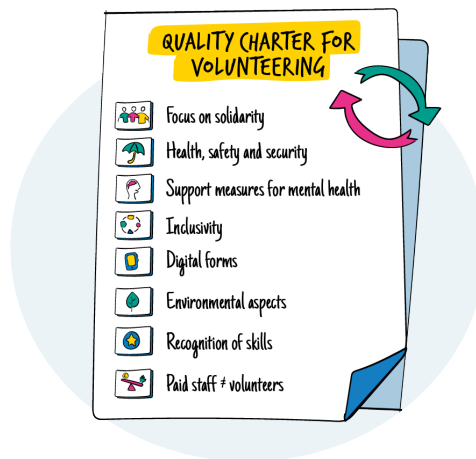 QUALITY CHARTER FOR
VOLUNTEERING
Focus on solidarity
Health, safety and security
Support measures for mental health
Inclusivity
Digital forms
Environmental aspects
Recognition of skills
Paid staff ≠ volunteers